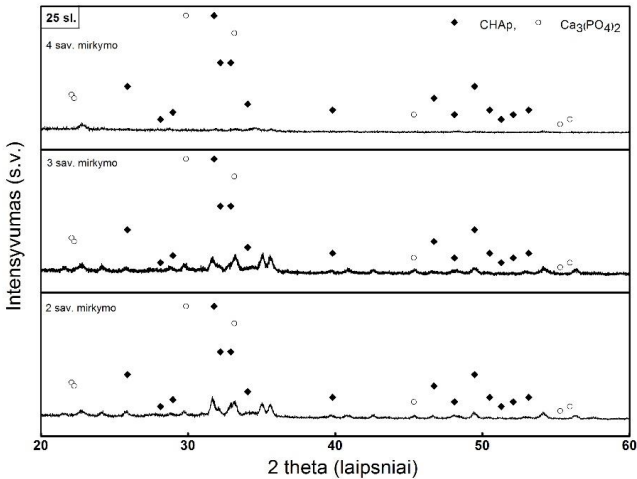 25 sl.
◆ CHAp, ○ Ca3(PO4)2
4 sav. mirkymo
3 sav. mirkymo
2 sav. mirkymo
Intensyvumas (s.v.)
20 30 40 50 60
2 theta (laipsniai)